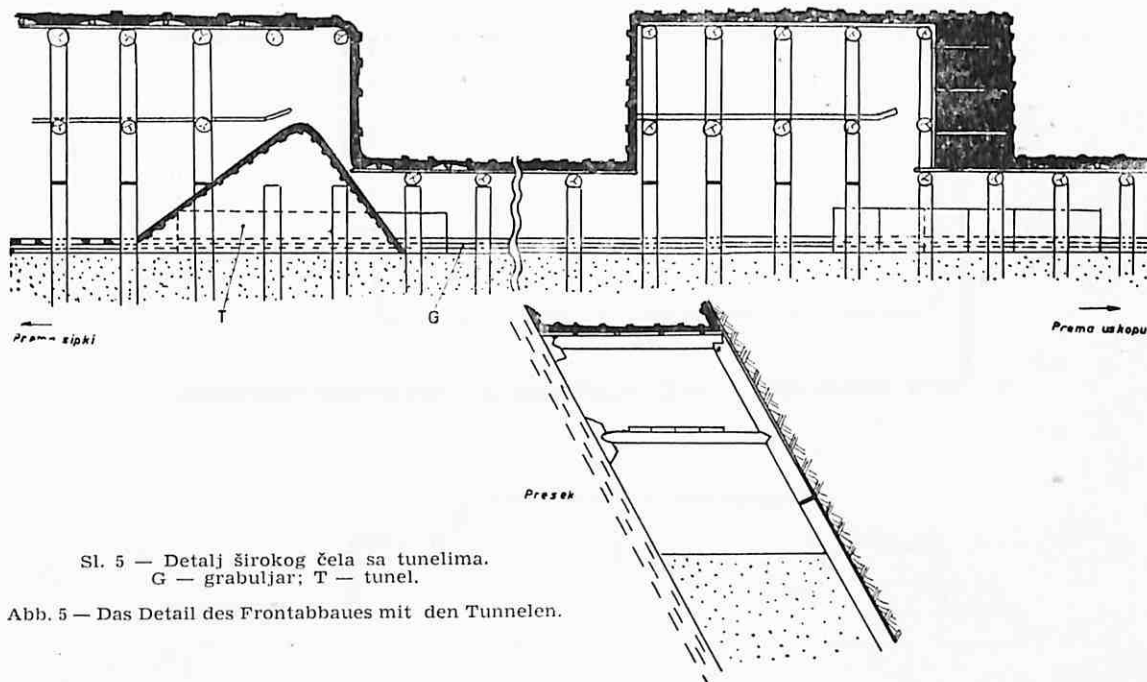 T
G
Prema sipki
Prema uskopu
Presek
Sl. 5 — Detalj širokog čela sa tunelima.
G — grabuljar; T — tunel.
Abb. 5 — Das Detail des Frontabbaues mit den Tunnelen.